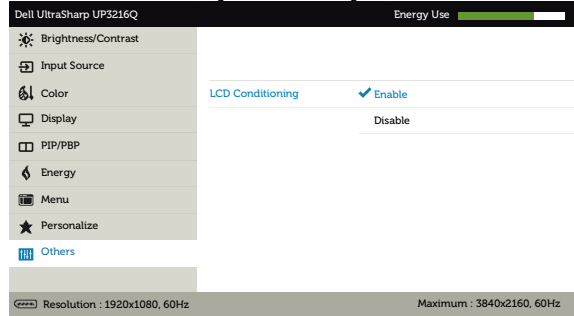 Dell UltraSharp UP3216Q Energy Use
Brightness/Contrast
Input Source
Color LCD Conditioning Enable
Display Disable
PIP/PBP
Energy
Menu
Personalize
Others
Resolution : 1920x1080, 60Hz Maximum : 3840x2160, 60Hz